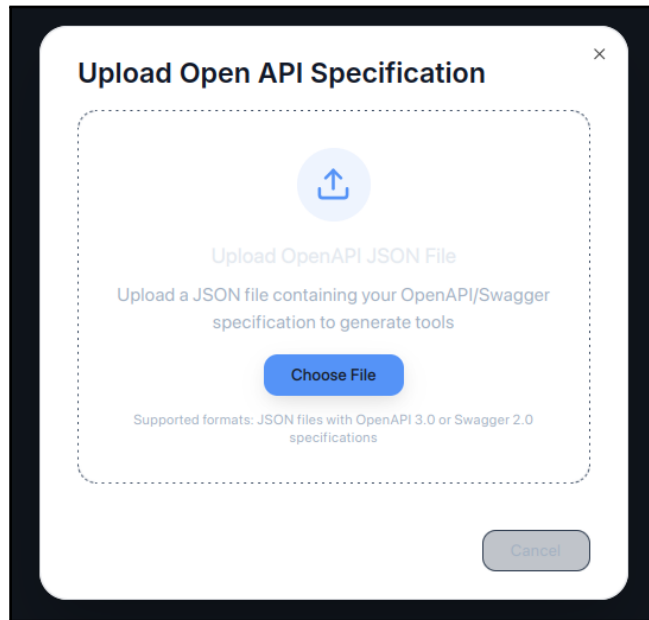 Upload Open API Specification
Upload OpenAPI JSON File
Upload a JSON file containing your OpenAPI/Swagger
specification to generate tools
Choose File
Supported formats: JSON files with OpenAPI 3.0 or Swagger 2.0
specifications
Cancel